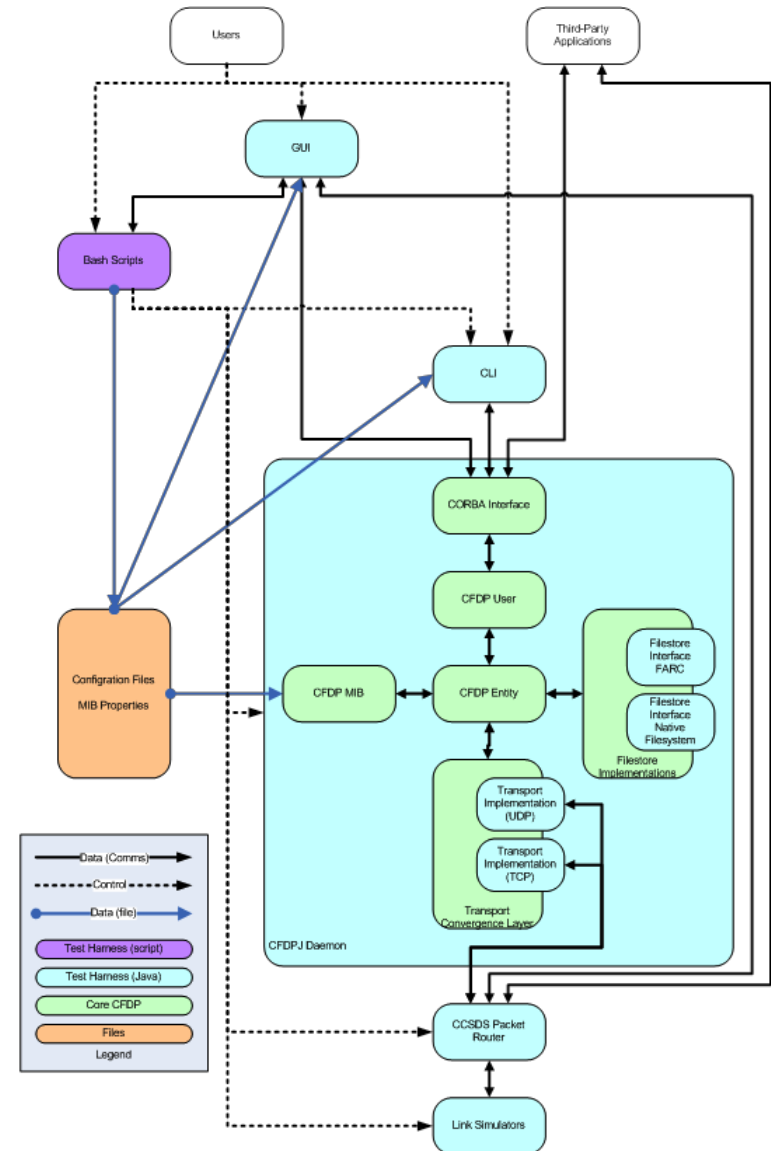 Users
Third-Party
Applications
GUI
Bash Scripts
CLI
CORBA Interface
CFDP User
Configration Files
MIB Properties
CFDP MIB
CFDP Entity
Filestore
Interface
FARC
Filestore
Interface
Native
Filesystem
Filestore
Implementations
Transport
Implementation
(UDP)
Transport
Implementation
(TCP)
Transport
Convergence Layer
CFDPJ Daemon
Data (Comms)
Control
Data (file)
Test Harness (script)
Test Harness (Java)
Core CFDP
Files
Legend
CCSDS Packet
Router
Link Simulators